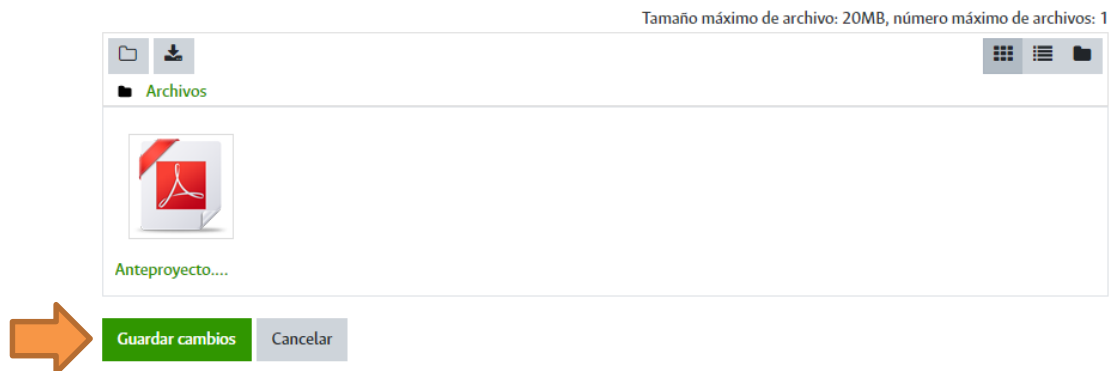 Tamaño máximo de archivo: 20MB, número máximo de archivos: 1
Archivos
Anteproyecto....
Guardar cambios Cancelar